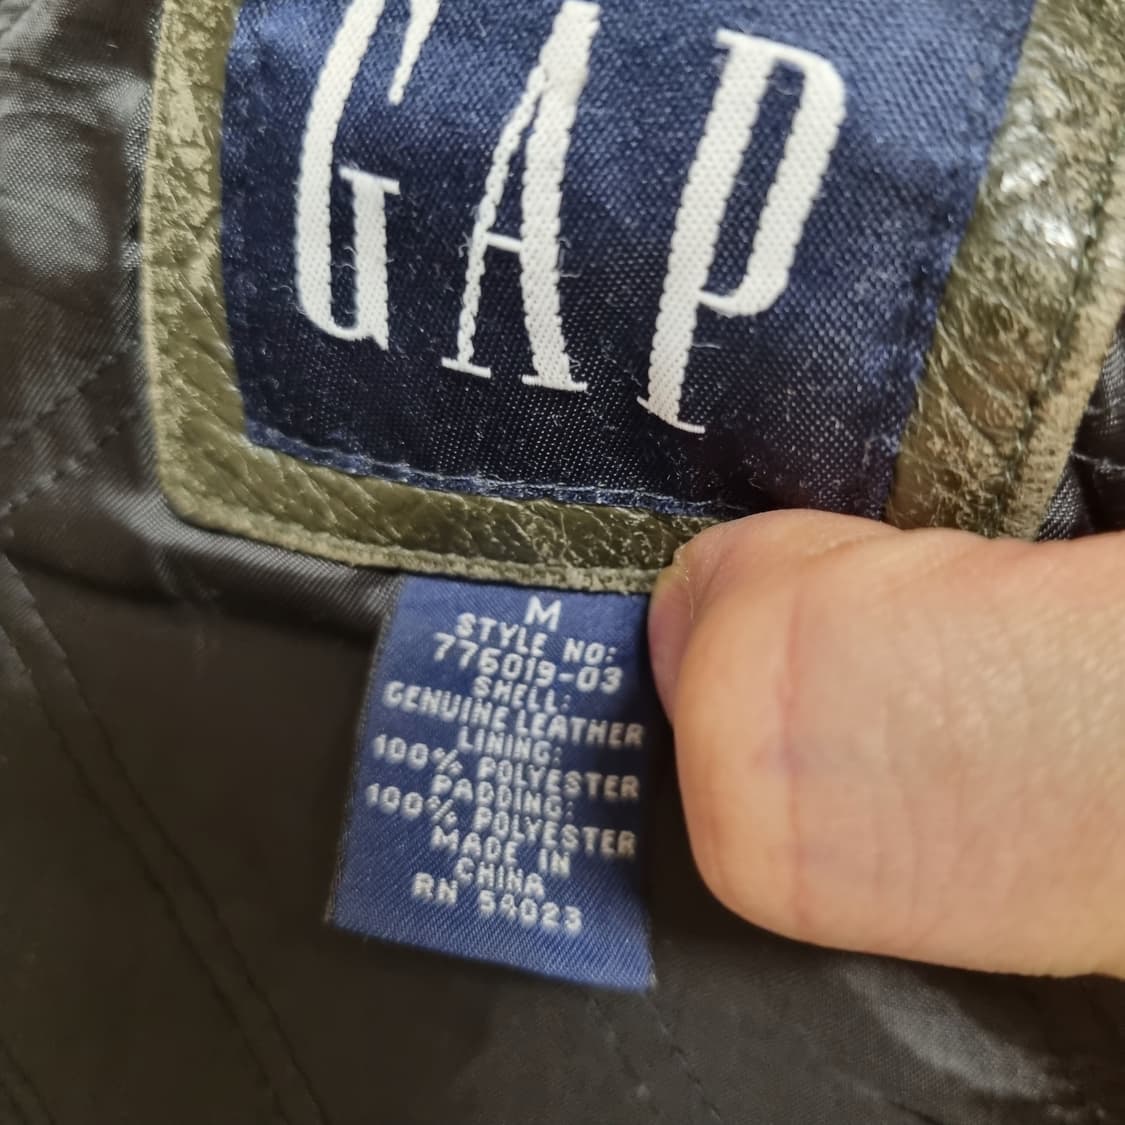 GAP
M
STYLE NO:
776019-03
SHELL:
GENUINE LEATHER
LINING:
100% POLYESTER
PADDING:
100% POLYESTER
MADE IN
CHINA
RN 54023